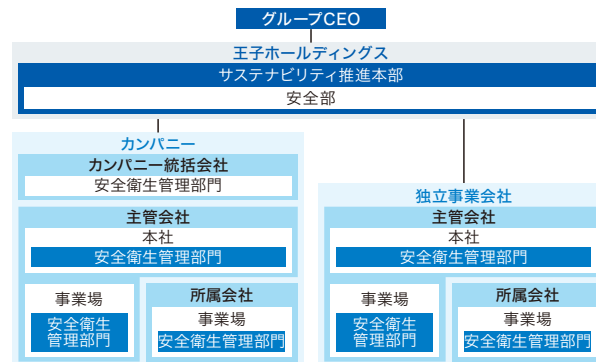 グループCEO
王子ホールディングス
サステナビリティ推進本部
安全部
カンパニー
カンパニー統括会社
安全衛生管理部門
主管会社
本社
安全衛生管理部門
事業場
安全衛生
管理部門
所属会社
事業場
安全衛生管理部門
独立事業会社
主管会社
本社
安全衛生管理部門
事業場
安全衛生
管理部門
所属会社
事業場
安全衛生管理部門